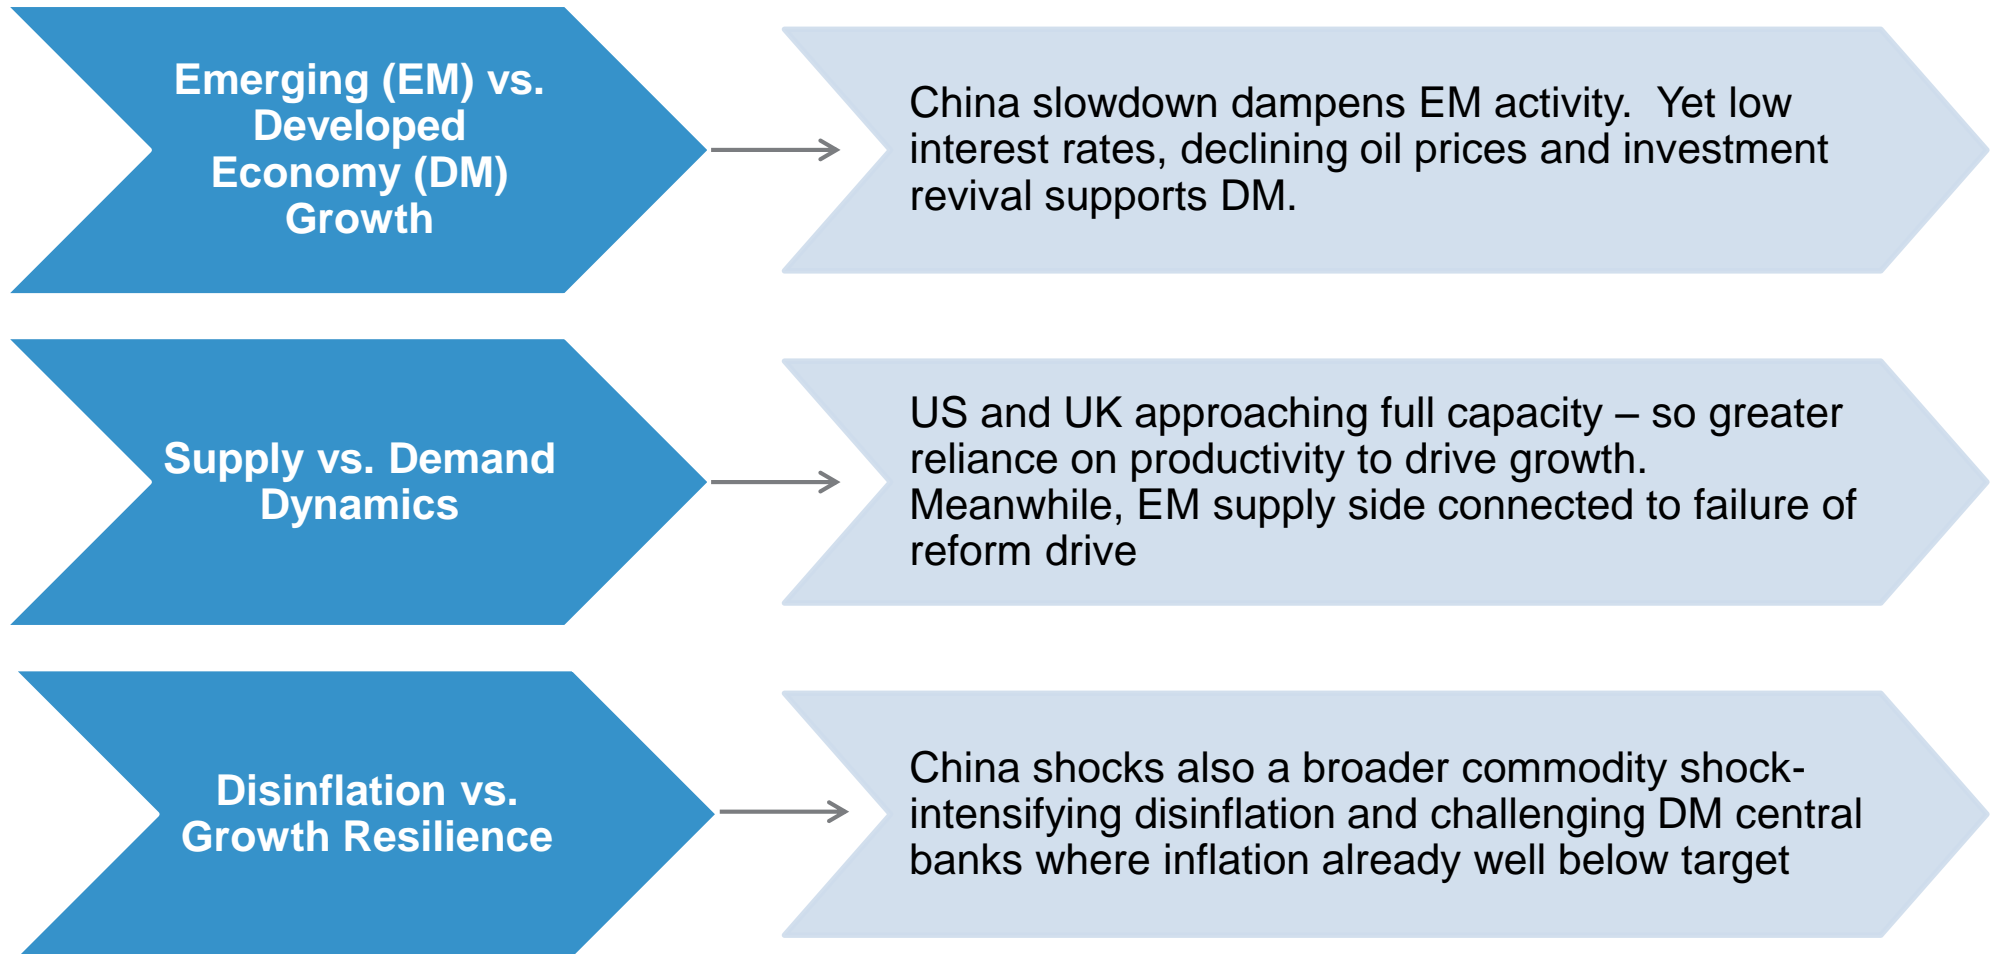 Emerging (EM) vs.
Developed
Economy (DM)
Growth
China slowdown dampens EM activity.  Yet low
interest rates, declining oil prices and investment
revival supports DM.
Supply vs. Demand
Dynamics
US and UK approaching full capacity – so greater
reliance on productivity to drive growth.
Meanwhile, EM supply side connected to failure of
reform drive
Disinflation vs.
Growth Resilience
China shocks also a broader commodity shock-
intensifying disinflation and challenging DM central
banks where inflation already well below target